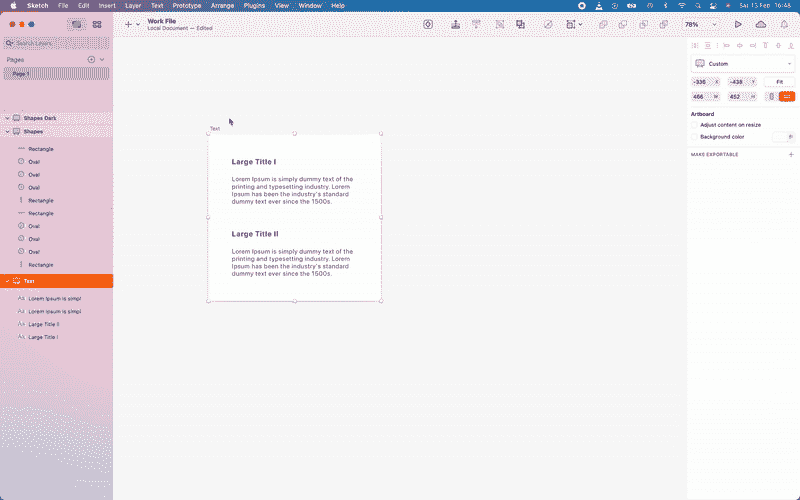 Sketch File Edit Insert Layer Text Prototype Arrange Plugins View Window Help
Sat 13 Feb 16:48
Work File
Local Document — Edited
78%
Search Layers
Pages
Page 1
Shapes Dark
Shapes
Rectangle
Oval
Oval
Oval
Rectangle
Rectangle
Oval
Oval
Oval
Rectangle
Text
Lorem Ipsum is simpl
Lorem Ipsum is simpl
Large Title II
Large Title I
Text
Large Title I
Lorem Ipsum is simply dummy text of the
printing and typesetting industry. Lorem
Ipsum has been the industry's standard
dummy text ever since the 1500s.
Large Title II
Lorem Ipsum is simply dummy text of the
printing and typesetting industry. Lorem
Ipsum has been the industry's standard
dummy text ever since the 1500s.
Custom
-336 X -438 Y Fit
466 W 452 H
Artboard
Adjust content on resize
Background color
MAKE EXPORTABLE